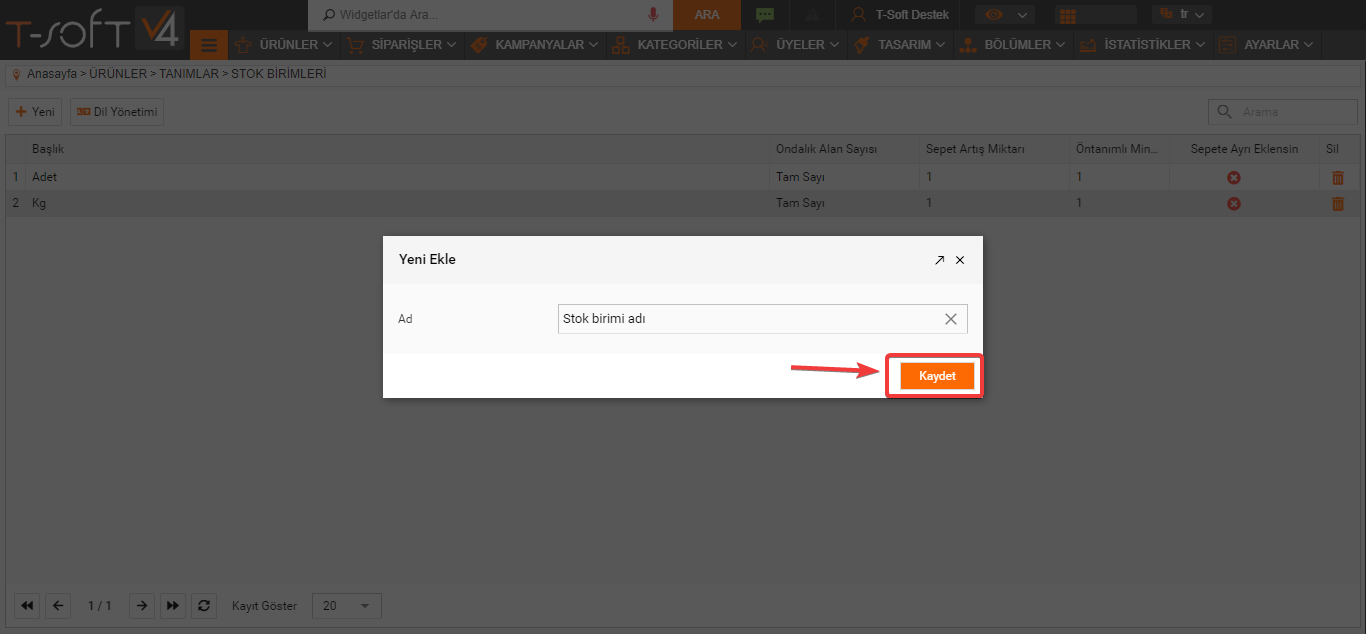 T-SOFT V4
Widgetlar'da Ara...
ARA
T-Soft Destek
tr
ÜRÜNLER
SİPARİŞLER
KAMPANYALAR
KATEGORİLER
ÜYELER
TASARIM
BÖLÜMLER
İSTATİSTİKLER
AYARLAR
Anasayfa > ÜRÜNLER > TANIMLAR > STOK BİRİMLERİ
Yeni
Dil Yönetimi
Arama
Başlık Ondalık Alan Sayısı Sepet Artış Miktarı Öntanımlı Min... Sepete Ayrı Eklensin Sil
1 Adet Tam Sayı 1 1
2 Kg Tam Sayı 1 1
Yeni Ekle
Ad
Stok birimi adı
Kaydet
1 / 1
Kayıt Göster
20